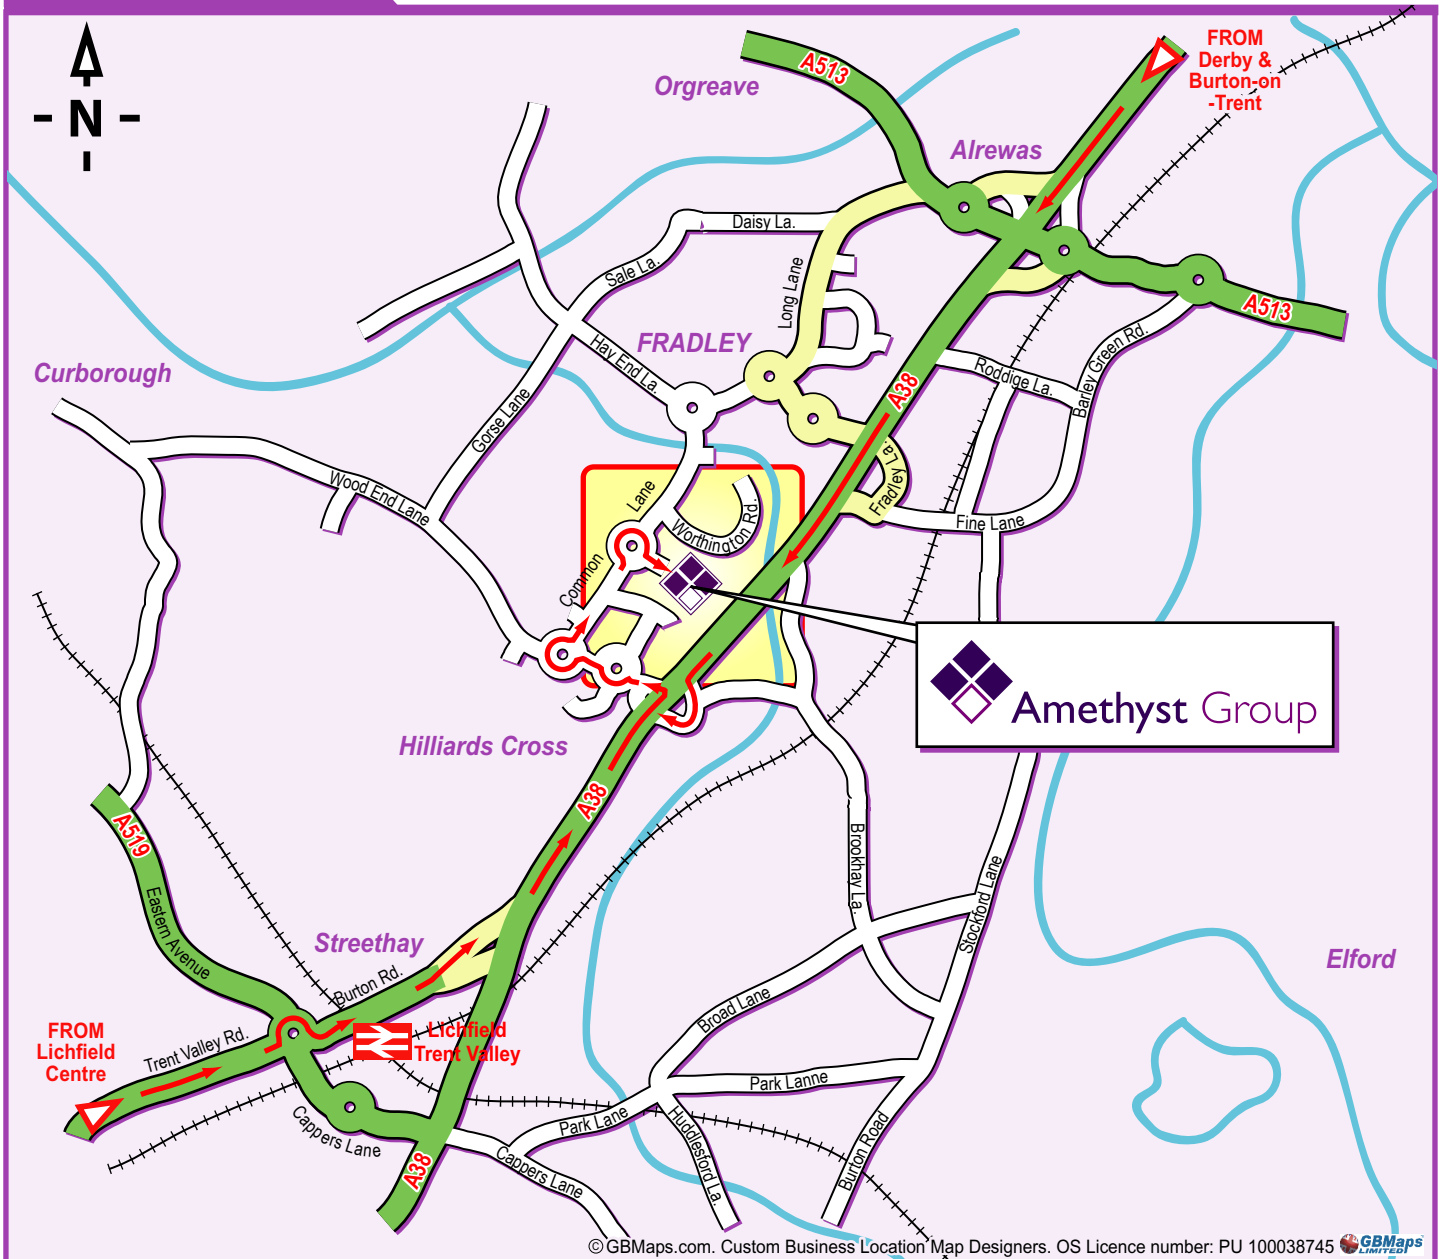 FROM
Derby &
Burton-on
-Trent
A513
Orgreave
N
Alrewas
Daisy La.
Sale La.
Long Lane
A513
FRADLEY
Hay End La.
Roddige La.
Barley Green Rd.
Curborough
A38
Gorse Lane
Fradley La.
Wood End Lane
Lane
Worthington Rd.
Fine Lane
Common
Amethyst Group
Hilliards Cross
A38
A519
Brookhay La.
Eastern Avenue
Stockford Lane
Streethay
Elford
Burton Rd.
Broad Lane
FROM
Lichfield
Centre
Trent Valley Rd.
Lichfield
Trent Valley
Park Lanne
Cappers Lane
Park Lane
Huddlesford La.
Burton Road
A38
Cappers Lane
© GBMaps.com. Custom Business Location Map Designers. OS Licence number: PU 100038745
GBMaps
LIMITED